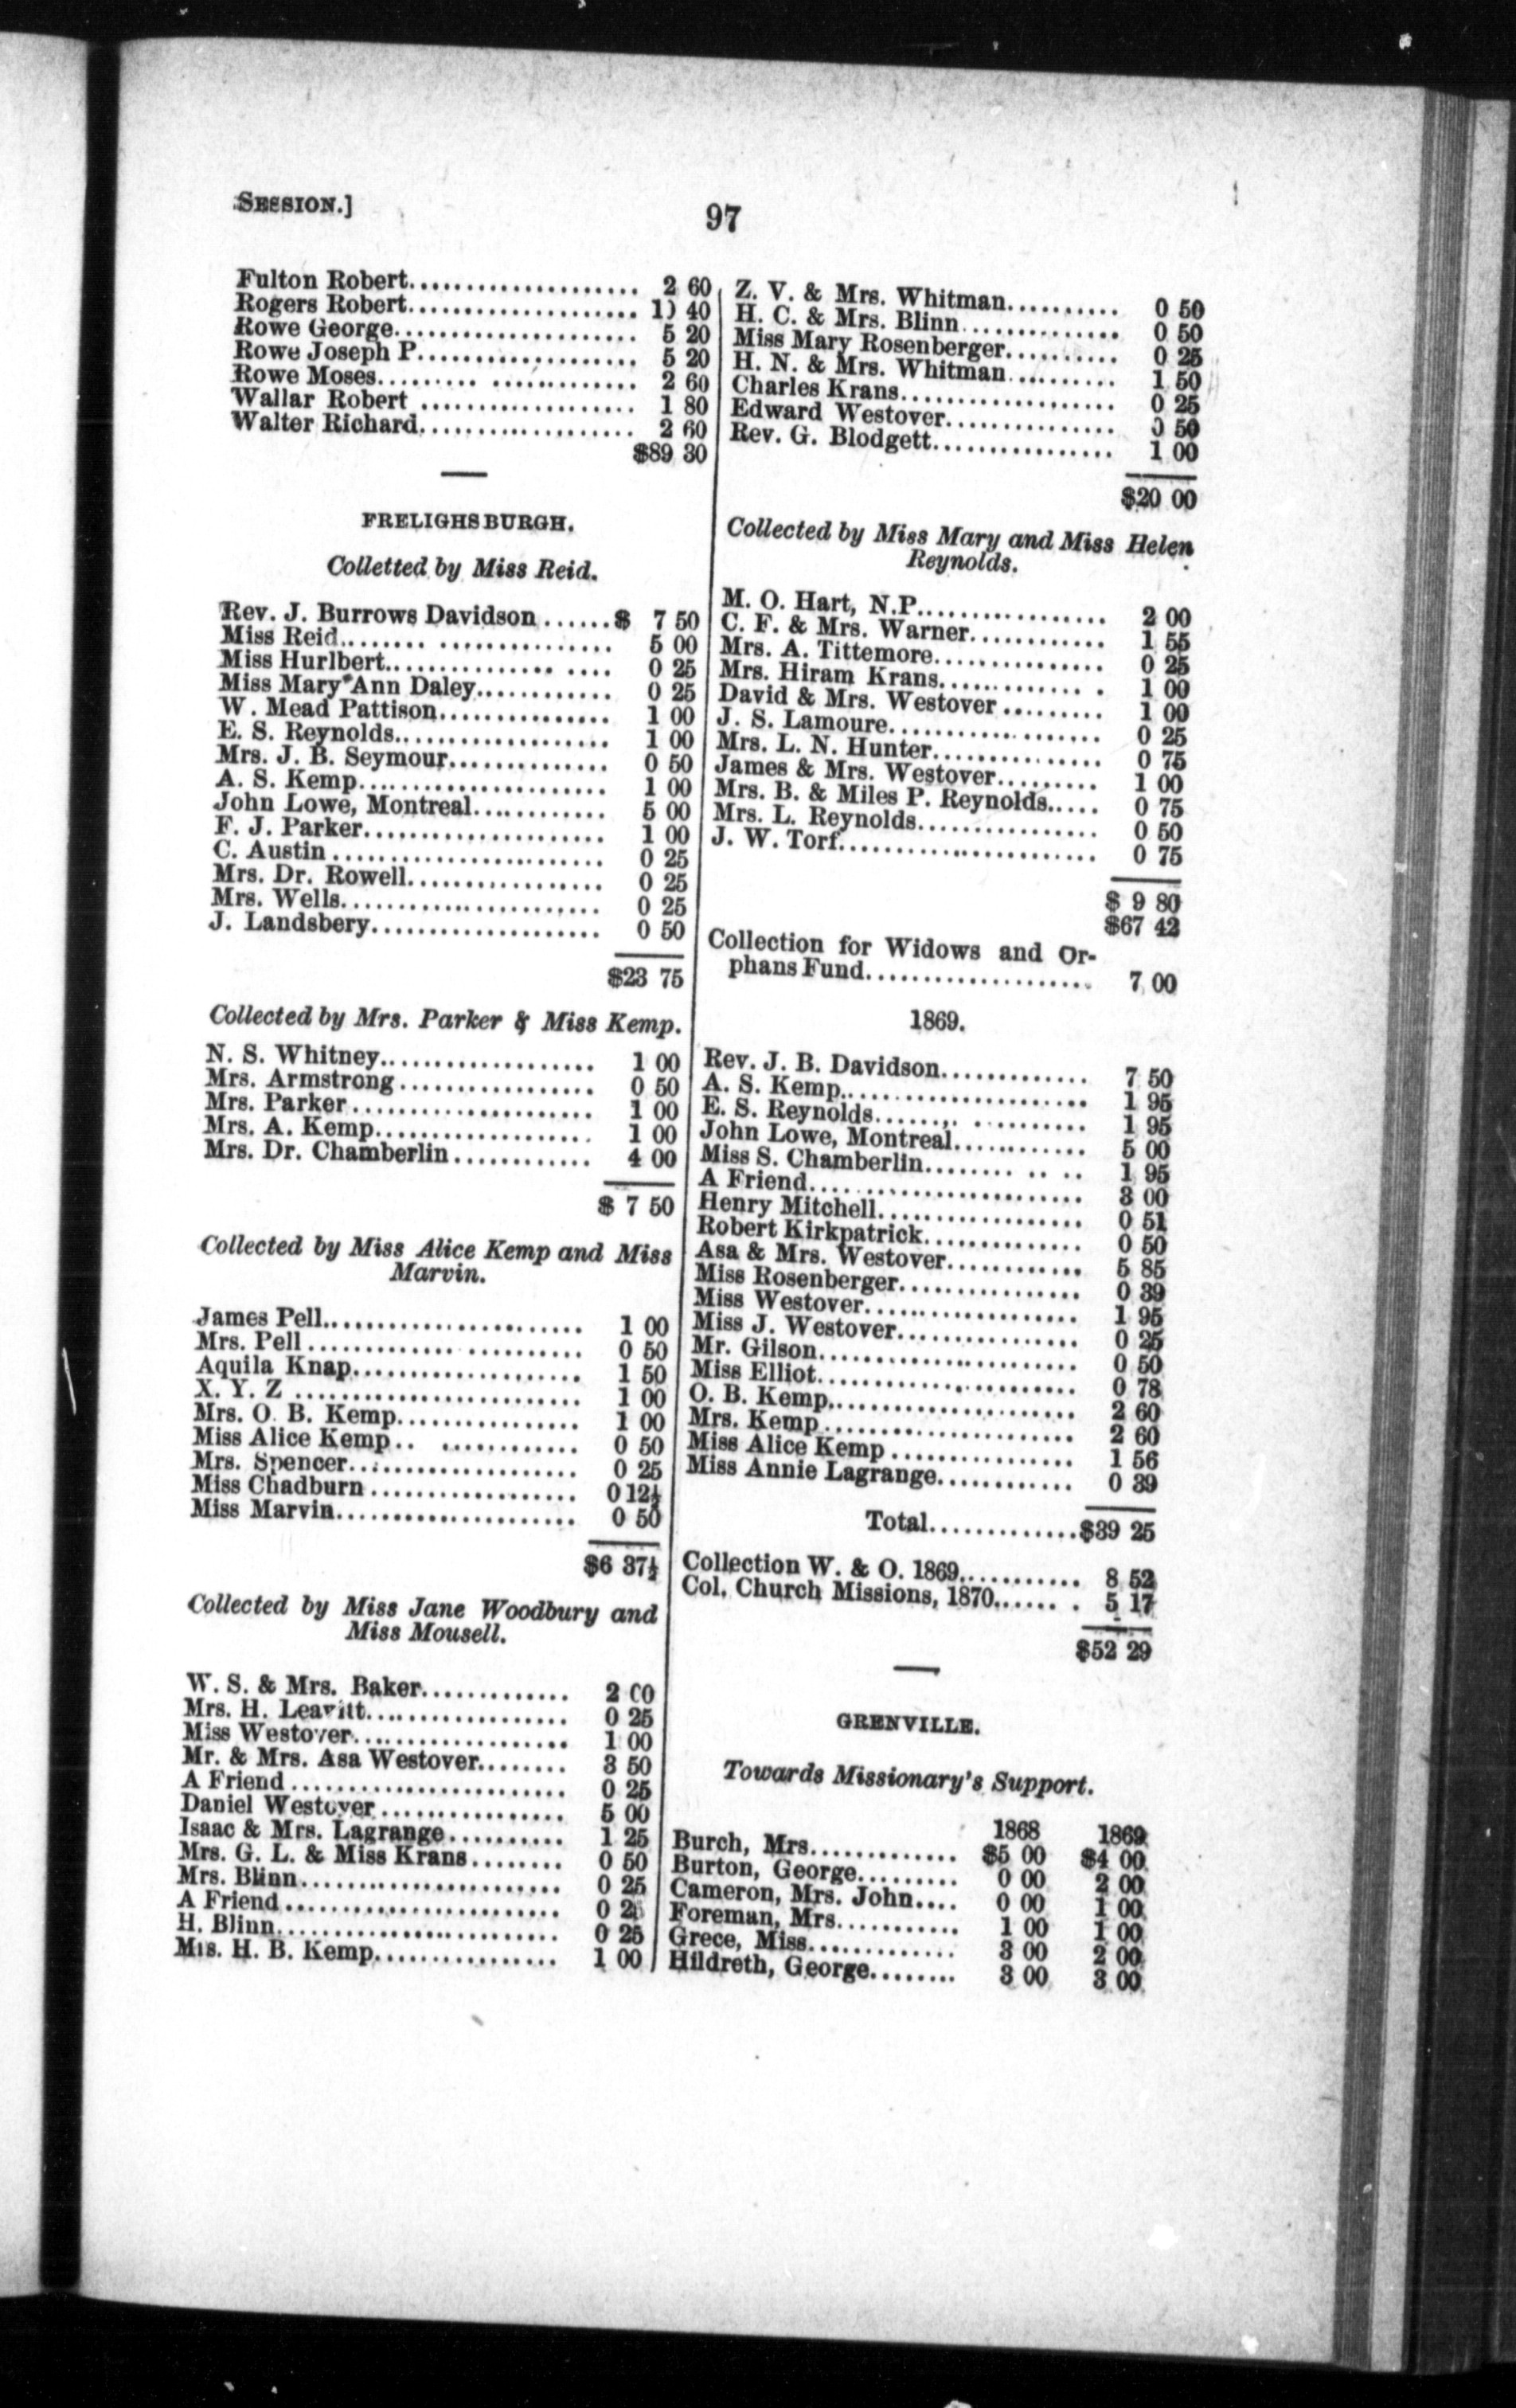 SESSION.]
97
Fulton Robert.................... 2 60
Rogers Robert.................... 1) 40
Rowe George..................... 5 20
Rowe Joseph P................... 5 20
Rowe Moses......... ............. 2 60
Wallar Robert ................... 1 80
Walter Richard................... 2 60
$89 30
FRELIGHSBURGH.
Colletted by Miss Reid.
Rev. J. Burrows Davidson ......$ 7 50
Miss Reid........ ............... 5 00
Miss Hurlbert............... .... 0 25
Miss Mary Ann Daley............ 0 25
W. Mead Pattison............... 1 00
E. S. Reynolds................... 1 00
Mrs. J. B. Seymour.............. 0 50
A. S. Kemp...................... 1 00
John Lowe, Montreal............ 5 00
F. J. Parker..................... 1 00
C. Austin ........................ 0 25
Mrs. Dr. Rowell................. 0 25
Mrs. Wells....................... 0 25
J. Landsbery.................... 0 50
$23 75
Collected by Mrs. Parker & Miss Kemp.
N. S. Whitney................... 1 00
Mrs. Armstrong ................. 0 50
Mrs. Parker ..................... 1 00
Mrs. A. Kemp................... 1 00
Mrs. Dr. Chamberlin ............ 4 00
$ 7 50
Collected by Miss Alice Kemp and Miss
Marvin.
James Pell....................... 1 00
Mrs. Pell ............. .......... 0 50
Aquila Knap..................... 1 50
X. Y. Z ......................... 1 00
Mrs. O. B. Kemp................ 1 00
Miss Alice Kemp .. ............ 0 50
Mrs. Spencer.................... 0 25
Miss Chadburn .................. 0 12½
Miss Marvin..................... 0 50
$6 37½
Collected by Miss Jane Woodbury and
Miss Mousell.
W. S. & Mrs. Baker............. 2 00
Mrs. H. Leavitt.................. 0 25
Miss Westover................... 1 00
Mr. & Mrs. Asa Westover........ 3 50
A Friend ........................ 0 25
Daniel Westover ................ 5 00
Isaac & Mrs. Lagrange.......... 1 25
Mrs. G. L. & Miss Krans........ 0 50
Mrs. Blinn....................... 0 25
A Friend ........................ 0 2
H. Blinn......................... 0 25
Mrs. H. B. Kemp................ 1 00
Z. V. & Mrs. Whitman.......... 0 50
H. C. & Mrs. Blinn.............. 0 50
Miss Mary Rosenberger.......... 0 25
H. N. & Mrs. Whitman.......... 1 50
Charles Krans................... 0 25
Edward Westover............... 0 50
Rev. G. Blodgett................ 1 00
$20 00
Collected by Miss Mary and Miss Helen
Reynolds.
M. O. Hart, N.P................. 2 00
C. F. & Mrs. Warner............ 1 55
Mrs. A. Tittemore............... 0 25
Mrs. Hiram Krans............. . 1 00
David & Mrs. Westover ......... 1 00
J. S. Lamoure................... 0 25
Mrs. L. N. Hunter............... 0 75
James & Mrs. Westover.......... 1 00
Mrs. B. & Miles P. Reynolds..... 0 75
Mrs. L. Reynolds................ 0 50
J. W. Torf....................... 0 75
$ 9 80
$67 42
Collection for Widows and Or-
phans Fund.................... 7 00
1869.
Rev. J. B. Davidson............. 7 50
A. S. Kemp...................... 1 95
E. S. Reynolds....... .......... 1 95
John Lowe, Montreal............ 5 00
Miss S. Chamberlin........ .. .. 1 95
A Friend........................ 3 00
Henry Mitchell.................. 0 51
Robert Kirkpatrick.............. 0 50
Asa & Mrs. Westover............ 5 85
Miss Rosenberger................ 0 39
Miss Westover................... 1 95
Miss J. Westover................ 0 25
Mr. Gilson....................... 0 50
Miss Elliot....................... 0 78
O. B. Kemp...................... 2 60
Mrs. Kemp ...................... 2 60
Miss Alice Kemp ................ 1 56
Miss Annie Lagrange............ 0 39
Total.............$39 25
Collection W. & O. 1869........... 8 52
Col. Church Missions, 1870...... . 5 17
$52 29
GRENVILLE.
Towards Missionary's Support.
1868 1869
Burch, Mrs............. $5 00 $4 00
Burton, George......... 0 00 2 00
Cameron, Mrs. John.... 0 00 1 00
Foreman, Mrs........... 1 00 1 00
Grece, Miss............. 3 00 2 00
Hildreth, George........ 3 00 3 00